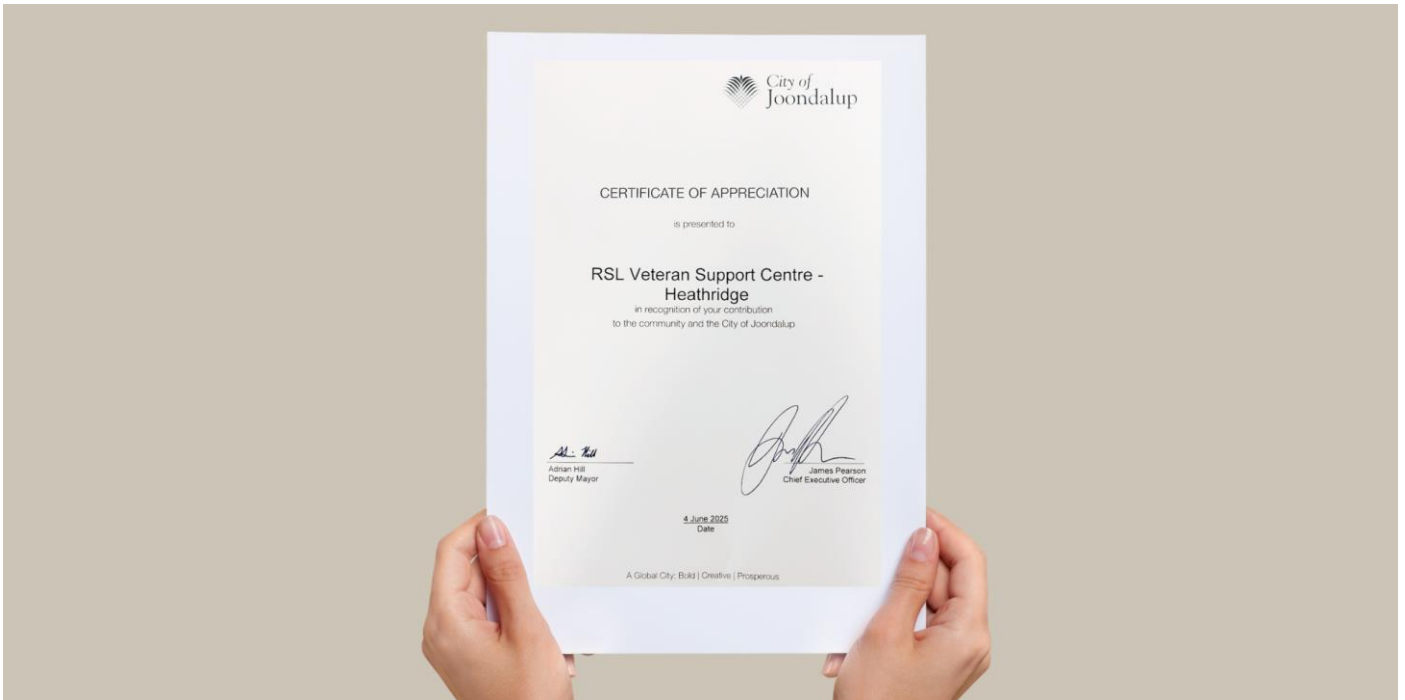 City of
Joondalup
CERTIFICATE OF APPRECIATION
is presented to
RSL Veteran Support Centre -
Heathridge
in recognition of your contribution
to the community and the City of Joondalup
Adrian Hill
Deputy Mayor
James Pearson
Chief Executive Officer
4 June 2025
Date
A Global City: Bold | Creative | Prosperous